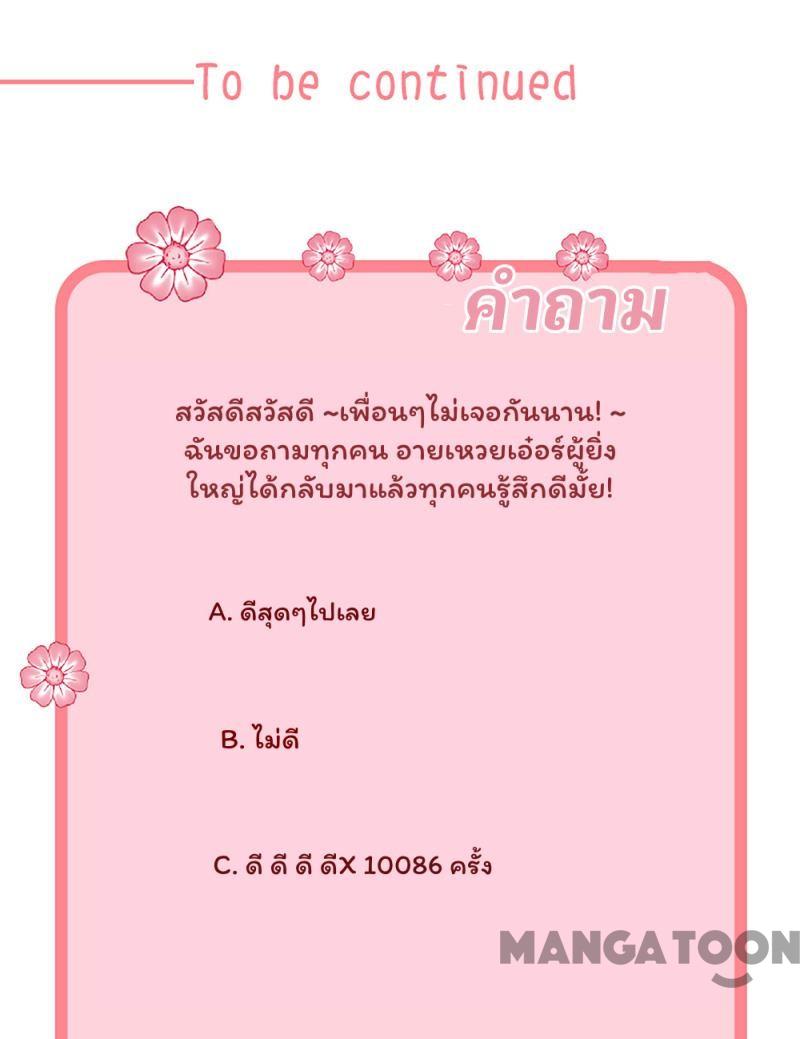 To be continued
คำถาม
สวัสดีสวัสดี ~เพื่อนๆไม่เจอกันนาน! ~
ฉันขอถามทุกคน อายเหวยเอ๋อร์ผู้ยิ่ง
ใหญ่ได้กลับมาแล้วทุกคนรู้สึกดีมั้ย!
A. ดีสุดๆไปเลย
B. ไม่ดี
C. ดี ดี ดี ดีX 10086 ครั้ง
MANGATOON